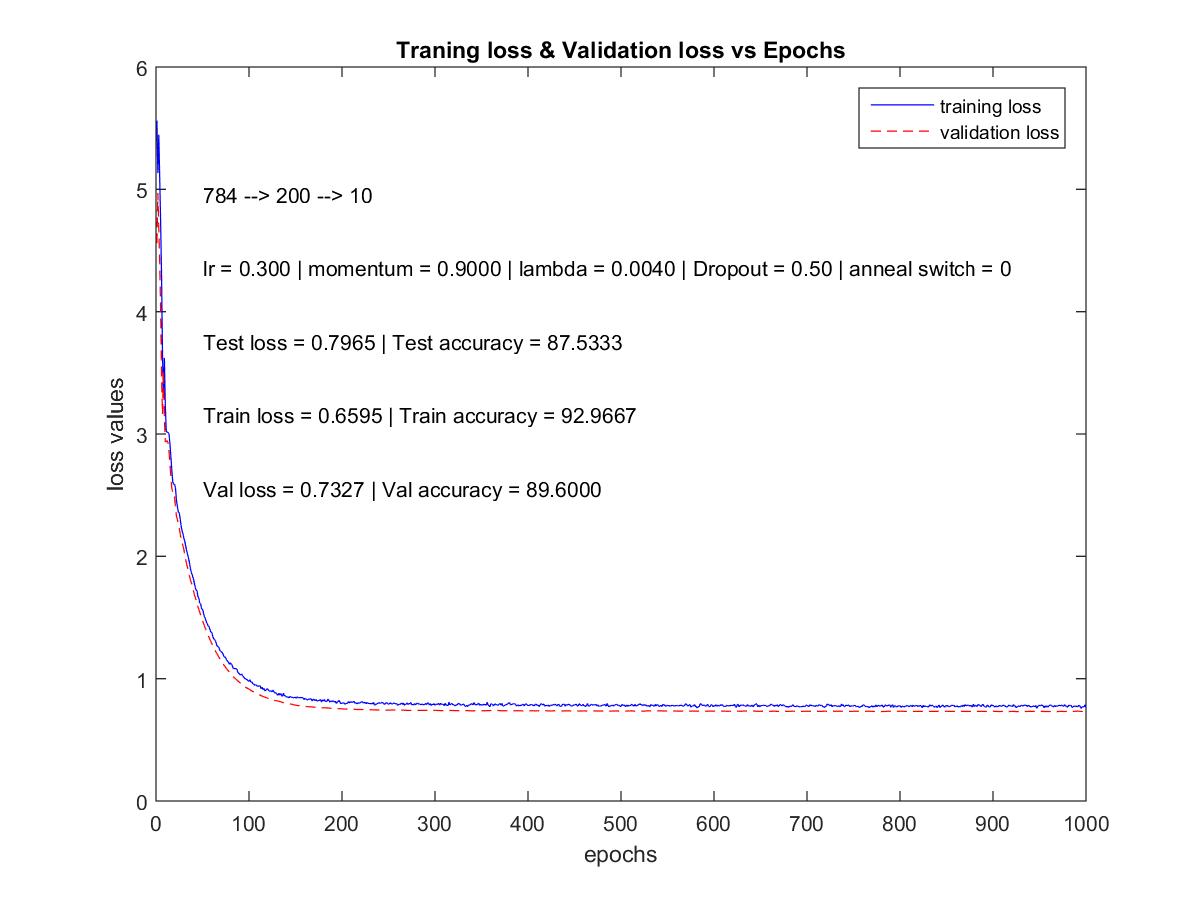 Traning loss & Validation loss vs Epochs
6
training loss
validation loss
5
784 --> 200 --> 10
lr = 0.300 | momentum = 0.9000 | lambda = 0.0040 | Dropout = 0.50 | anneal switch = 0
4
Test loss = 0.7965 | Test accuracy = 87.5333
Train loss = 0.6595 | Train accuracy = 92.9667
3
loss values
Val loss = 0.7327 | Val accuracy = 89.6000
2
1
0
0 100 200 300 400 500 600 700 800 900 1000
epochs